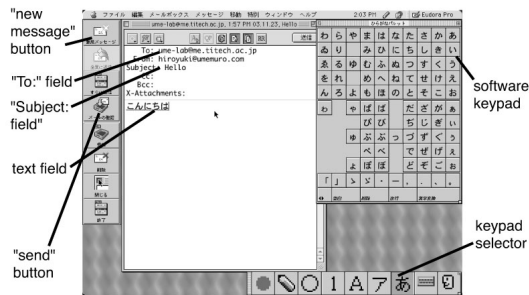 "new message" button
"To:" field
"Subject: field"
text field
"send" button
software keypad
keypad selector
ファイル 編集 メールボックス メッセージ 移動 特別 ウィンドウ ヘルプ 2:03 PM Eudora Pro
ume-lab@me.titech.ac.jp, 1:57 PM 03.11.23, Hello
送信
To: ume-lab@me.titech.ac.jp
From: hiroyuki@umemuro.com
Subject: Hello
Cc:
Bcc:
X-Attachments:
こんにちは
削除
閉じる
終了
わ ら や ま は な た さ か あ
ゐ り み ひ に ち し き い
ゑ る ゆ む ふ ぬ つ す く う
を れ め へ ね て せ け え
ん ろ よ も ほ の と そ こ お
ゎ ゃ ぱ ば だ ざ が ぁ
ぴ び ぢ じ ぎ ぃ
ゅ ぷ ぶ っ づ ず ぐ ぅ
ぺ べ で ぜ げ ぇ
ょ ぽ ぼ ど ぞ ご ぉ
1 A ア あ